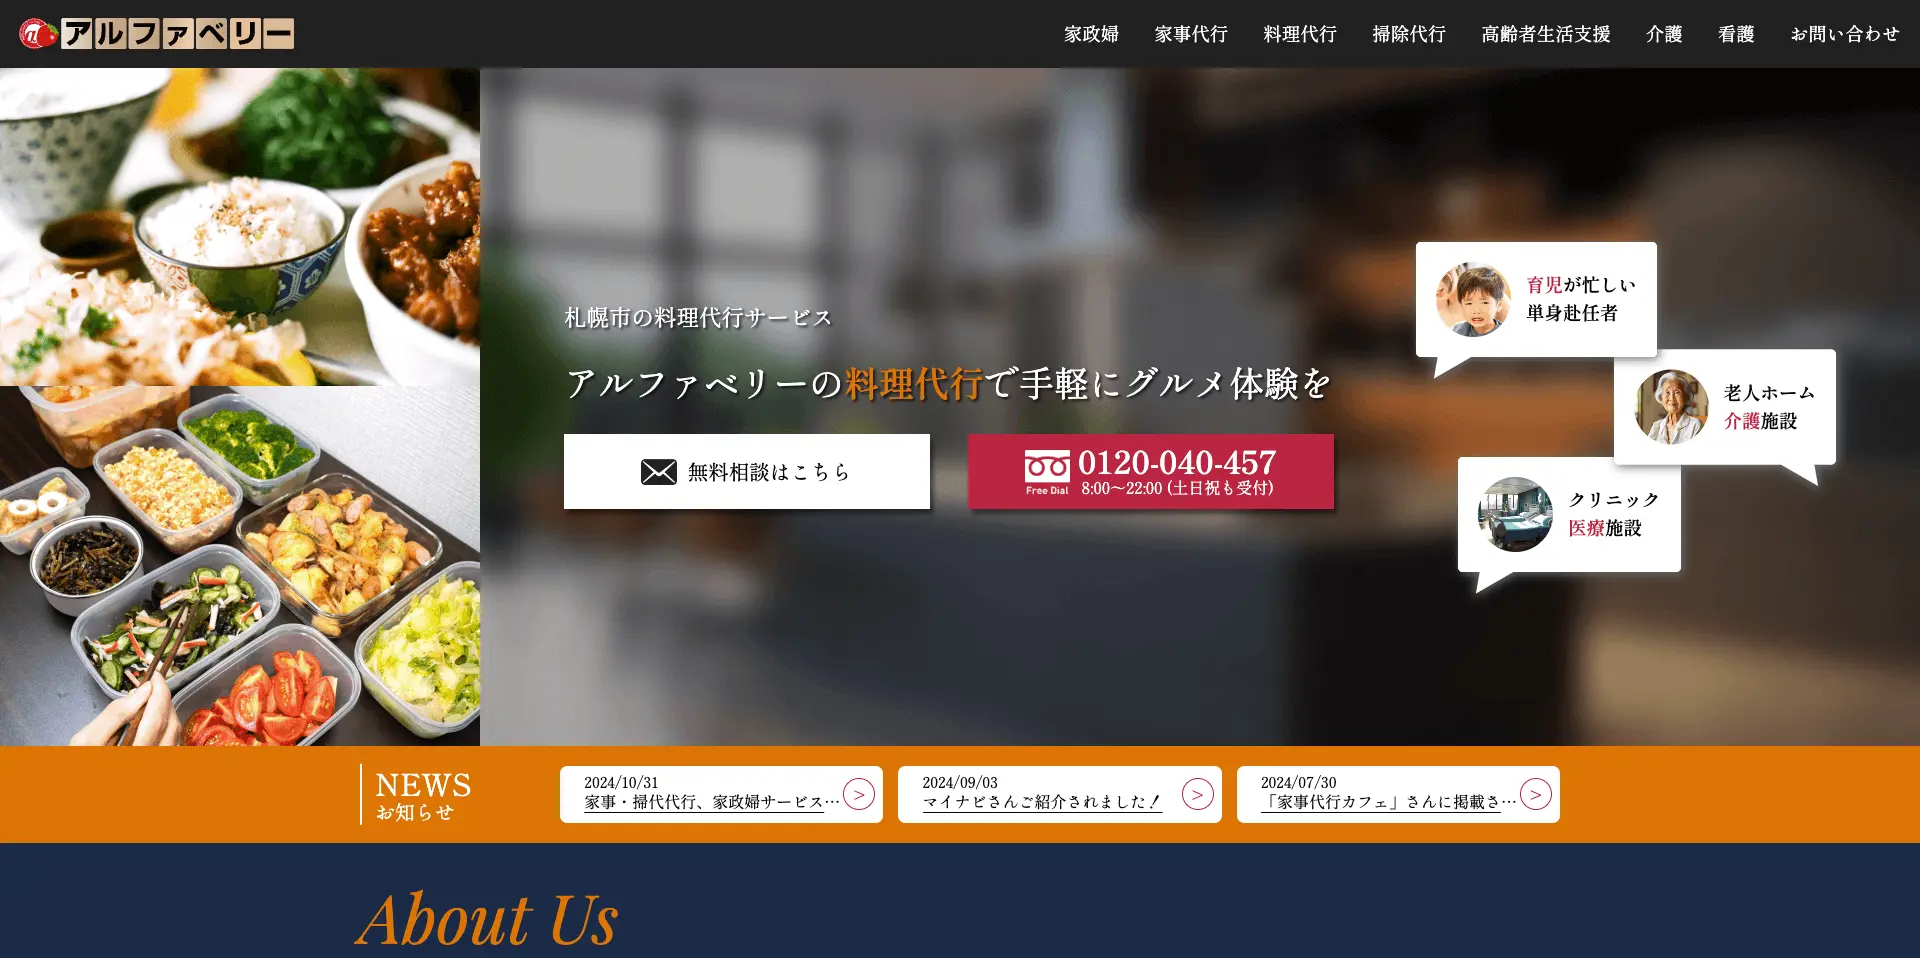 アルファベリー
家政婦
家事代行
料理代行
掃除代行
高齢者生活支援
介護
看護
お問い合わせ
札幌市の料理代行サービス
アルファベリーの料理代行で手軽にグルメ体験を
無料相談はこちら
Free Dial
0120-040-457
8:00〜22:00 (土日祝も受付)
育児が忙しい
単身赴任者
老人ホーム
介護施設
クリニック
医療施設
NEWS
お知らせ
2024/10/31
家事・掃代代行、家政婦サービス…
2024/09/03
マイナビさんご紹介されました！
2024/07/30
「家事代行カフェ」さんに掲載さ…
About Us